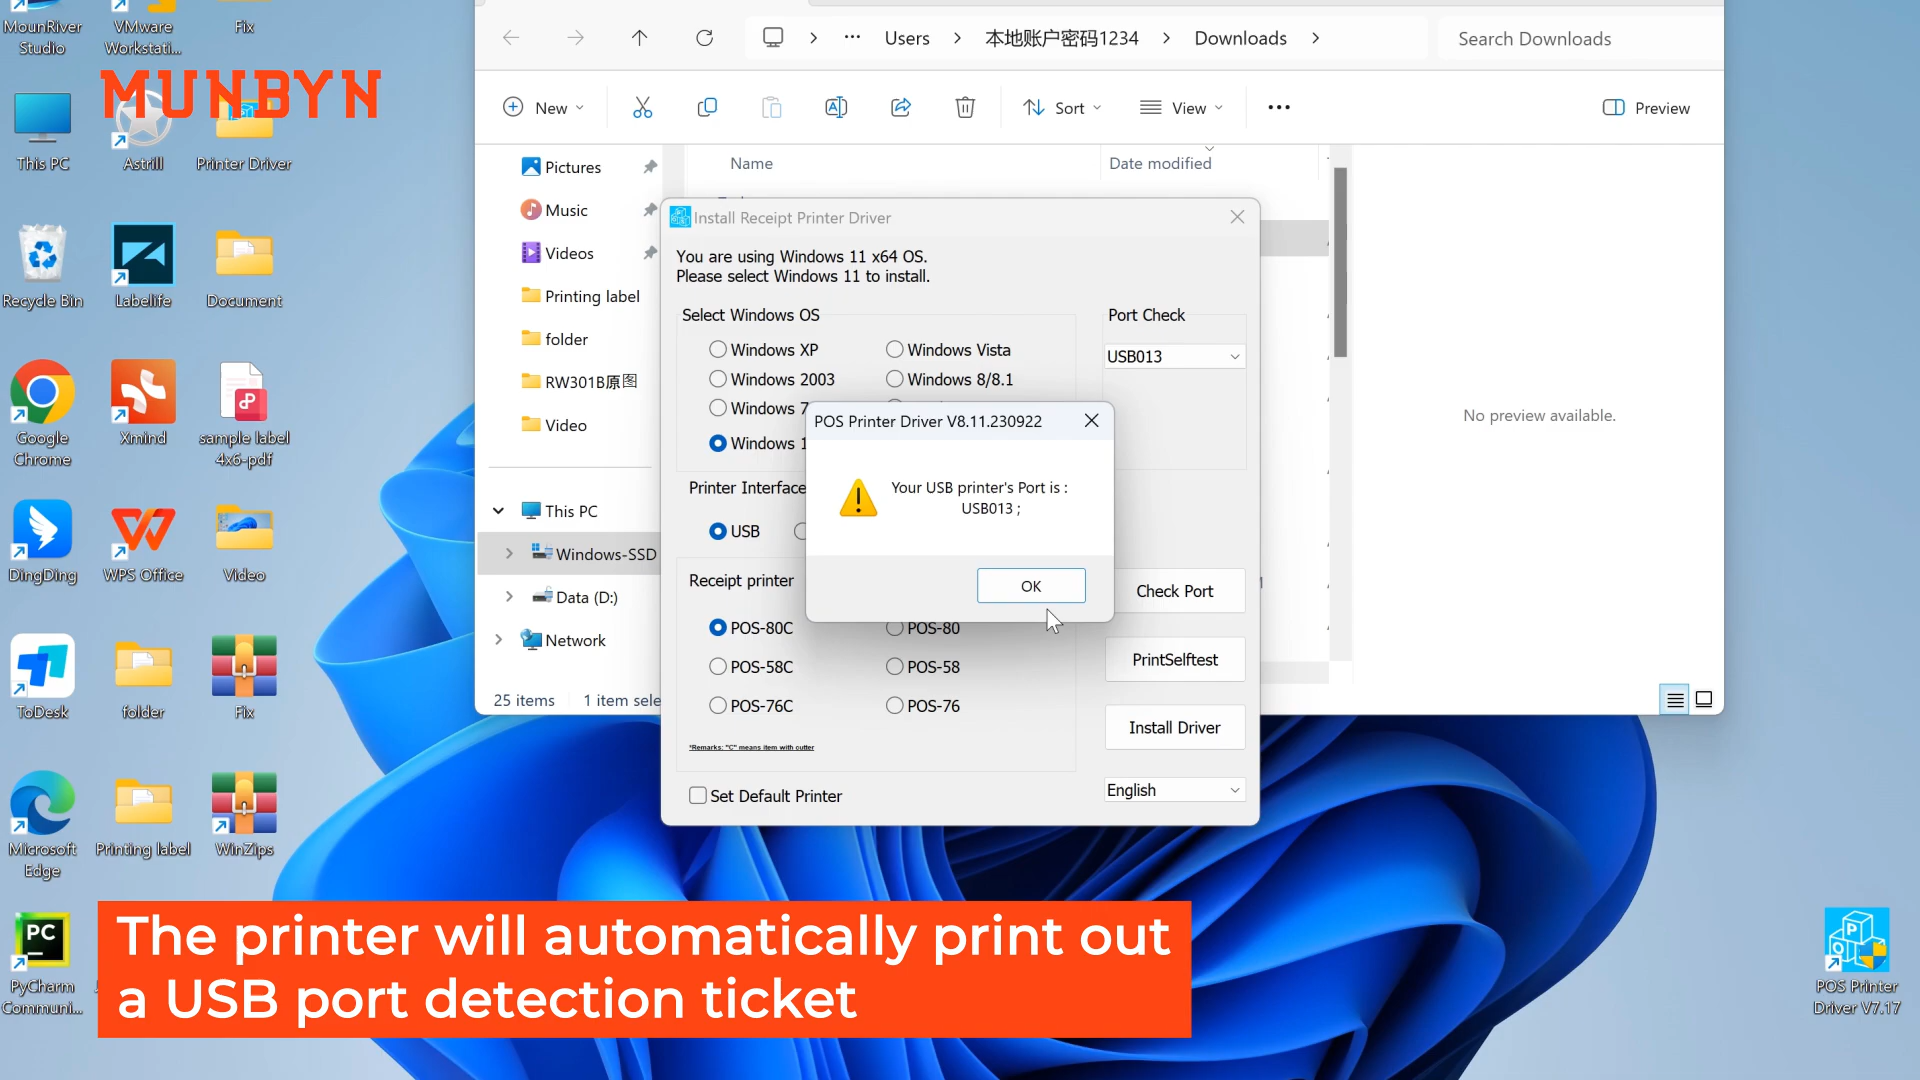 MounRiver
Studio
VMware
Workstati...
Fix
MUNBYN
This PC
Astrill
Printer Driver
Recycle Bin
Labelife
Document
Google
Chrome
Xmind
sample label
4x6-pdf
DingDing
WPS Office
Video
ToDesk
folder
Fix
Microsoft
Edge
Printing label
WinZips
PC
PyCharm
Communi...
POS Printer
Driver V7.17
Users
本地账户密码1234
Downloads
Search Downloads
New
Sort
View
Preview
Pictures
Music
Videos
Printing label
folder
RW301B原图
Video
This PC
Windows-SSD
Data (D:)
Network
25 items
1 item sele
Name
Date modified
No preview available.
Install Receipt Printer Driver
You are using Windows 11 x64 OS.
Please select Windows 11 to install.
Select Windows OS
Windows XP
Windows Vista
Windows 2003
Windows 8/8.1
Windows 7
Windows 1
Port Check
USB013
Printer Interface
USB
Receipt printer
POS-80C
POS-80
POS-58C
POS-58
POS-76C
POS-76
*Remarks: "C" means item with cutter
Set Default Printer
Check Port
PrintSelftest
Install Driver
English
POS Printer Driver V8.11.230922
Your USB printer's Port is :
USB013 ;
OK
The printer will automatically print out
a USB port detection ticket